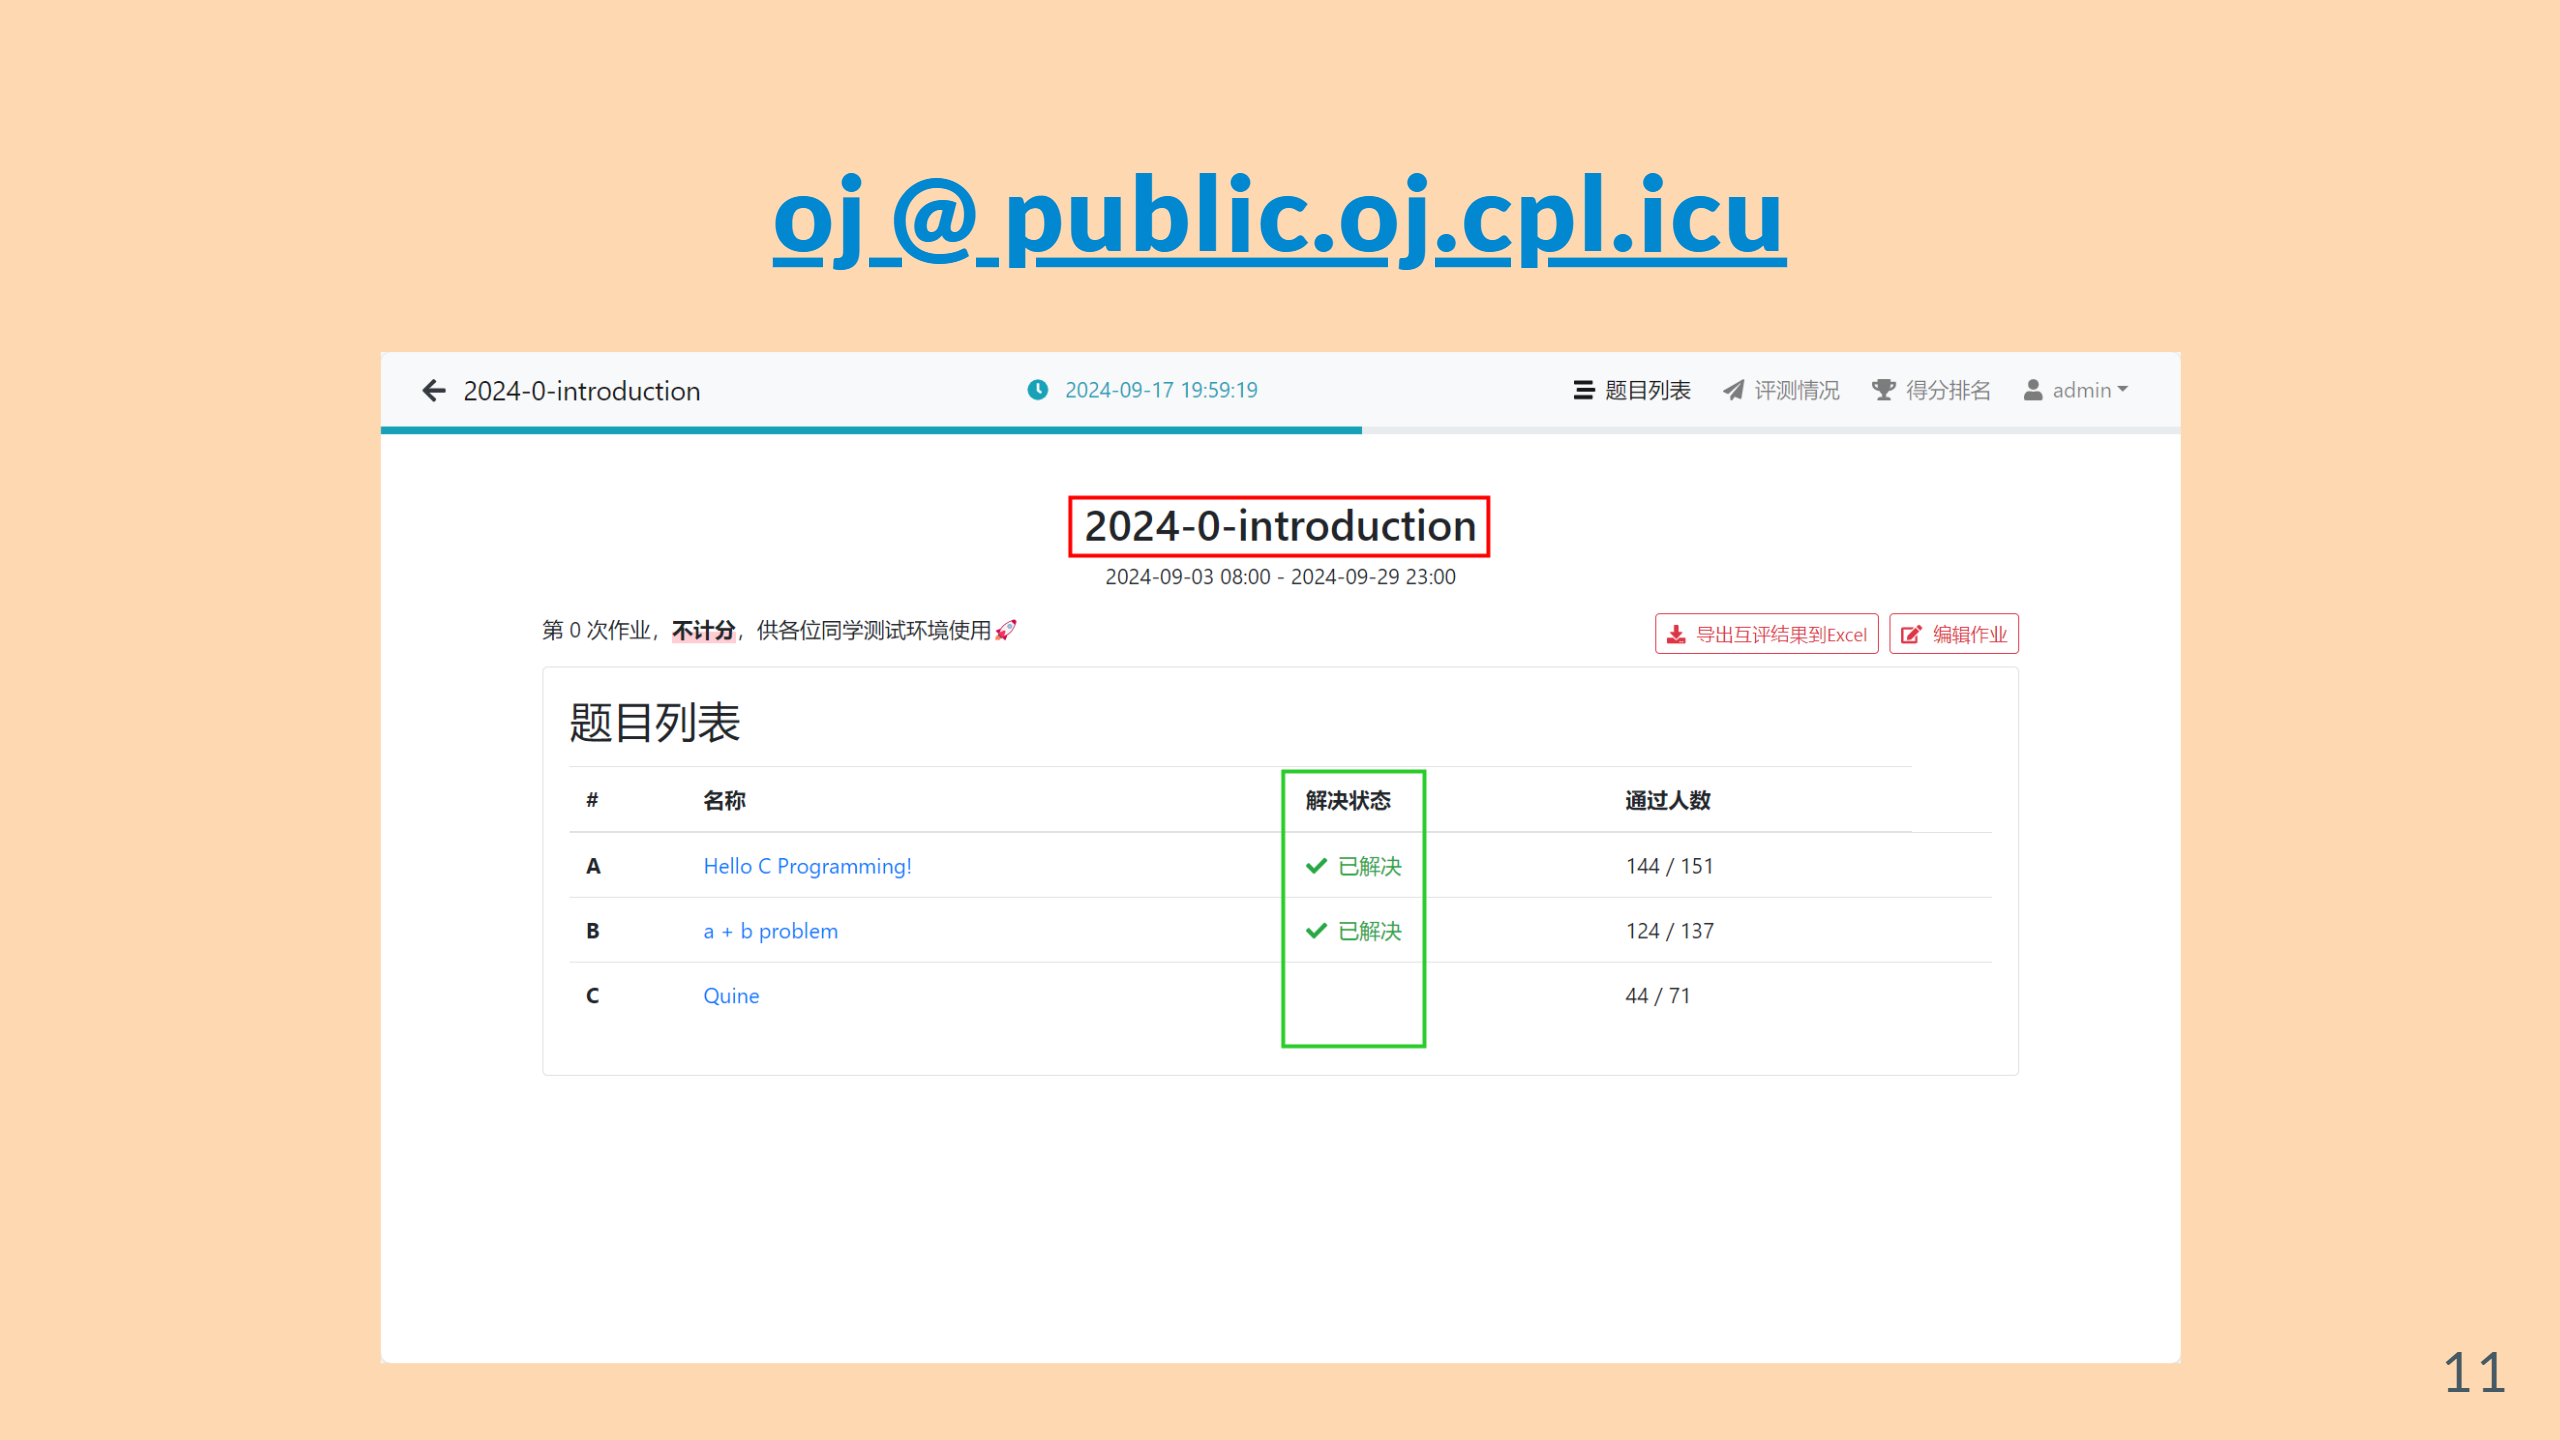 oj @ public.oj.cpl.icu
2024-0-introduction
2024-09-17 19:59:19
题目列表 评测情况 得分排名 admin
2024-0-introduction
2024-09-03 08:00 - 2024-09-29 23:00
第 0 次作业，不计分，供各位同学测试环境使用🚀
导出互评结果到Excel 编辑作业
题目列表
# 名称 解决状态 通过人数
A Hello C Programming! 已解决 144 / 151
B a + b problem 已解决 124 / 137
C Quine 44 / 71
11